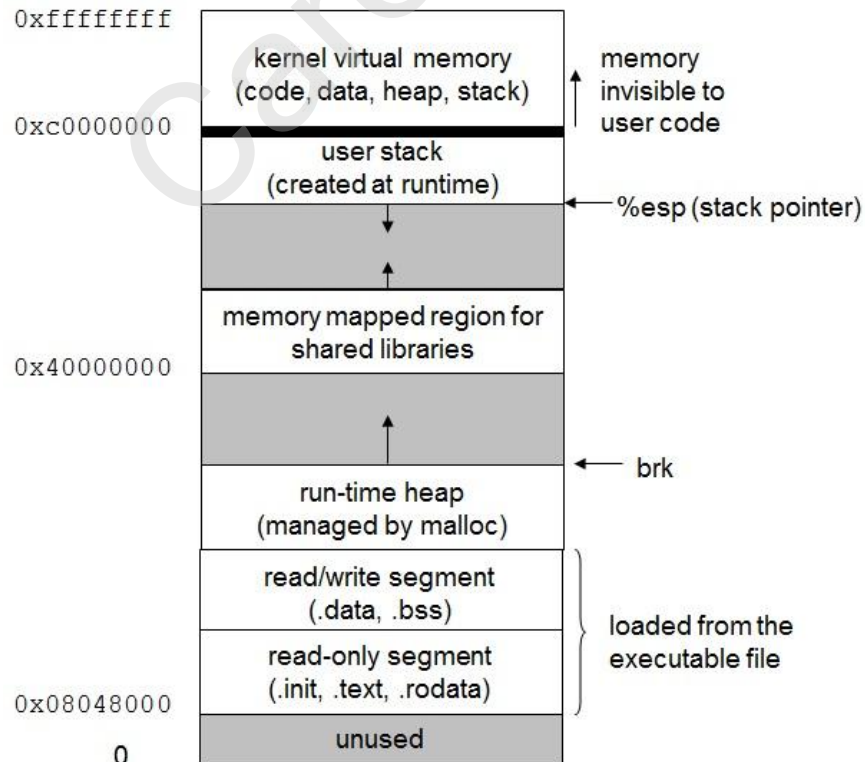 0xffffffff
kernel virtual memory
(code, data, heap, stack)
memory
invisible to
user code
0xc0000000
user stack
(created at runtime)
%esp (stack pointer)
memory mapped region for
shared libraries
0x40000000
brk
run-time heap
(managed by malloc)
read/write segment
(.data, .bss)
loaded from the
executable file
read-only segment
(.init, .text, .rodata)
0x08048000
unused
0